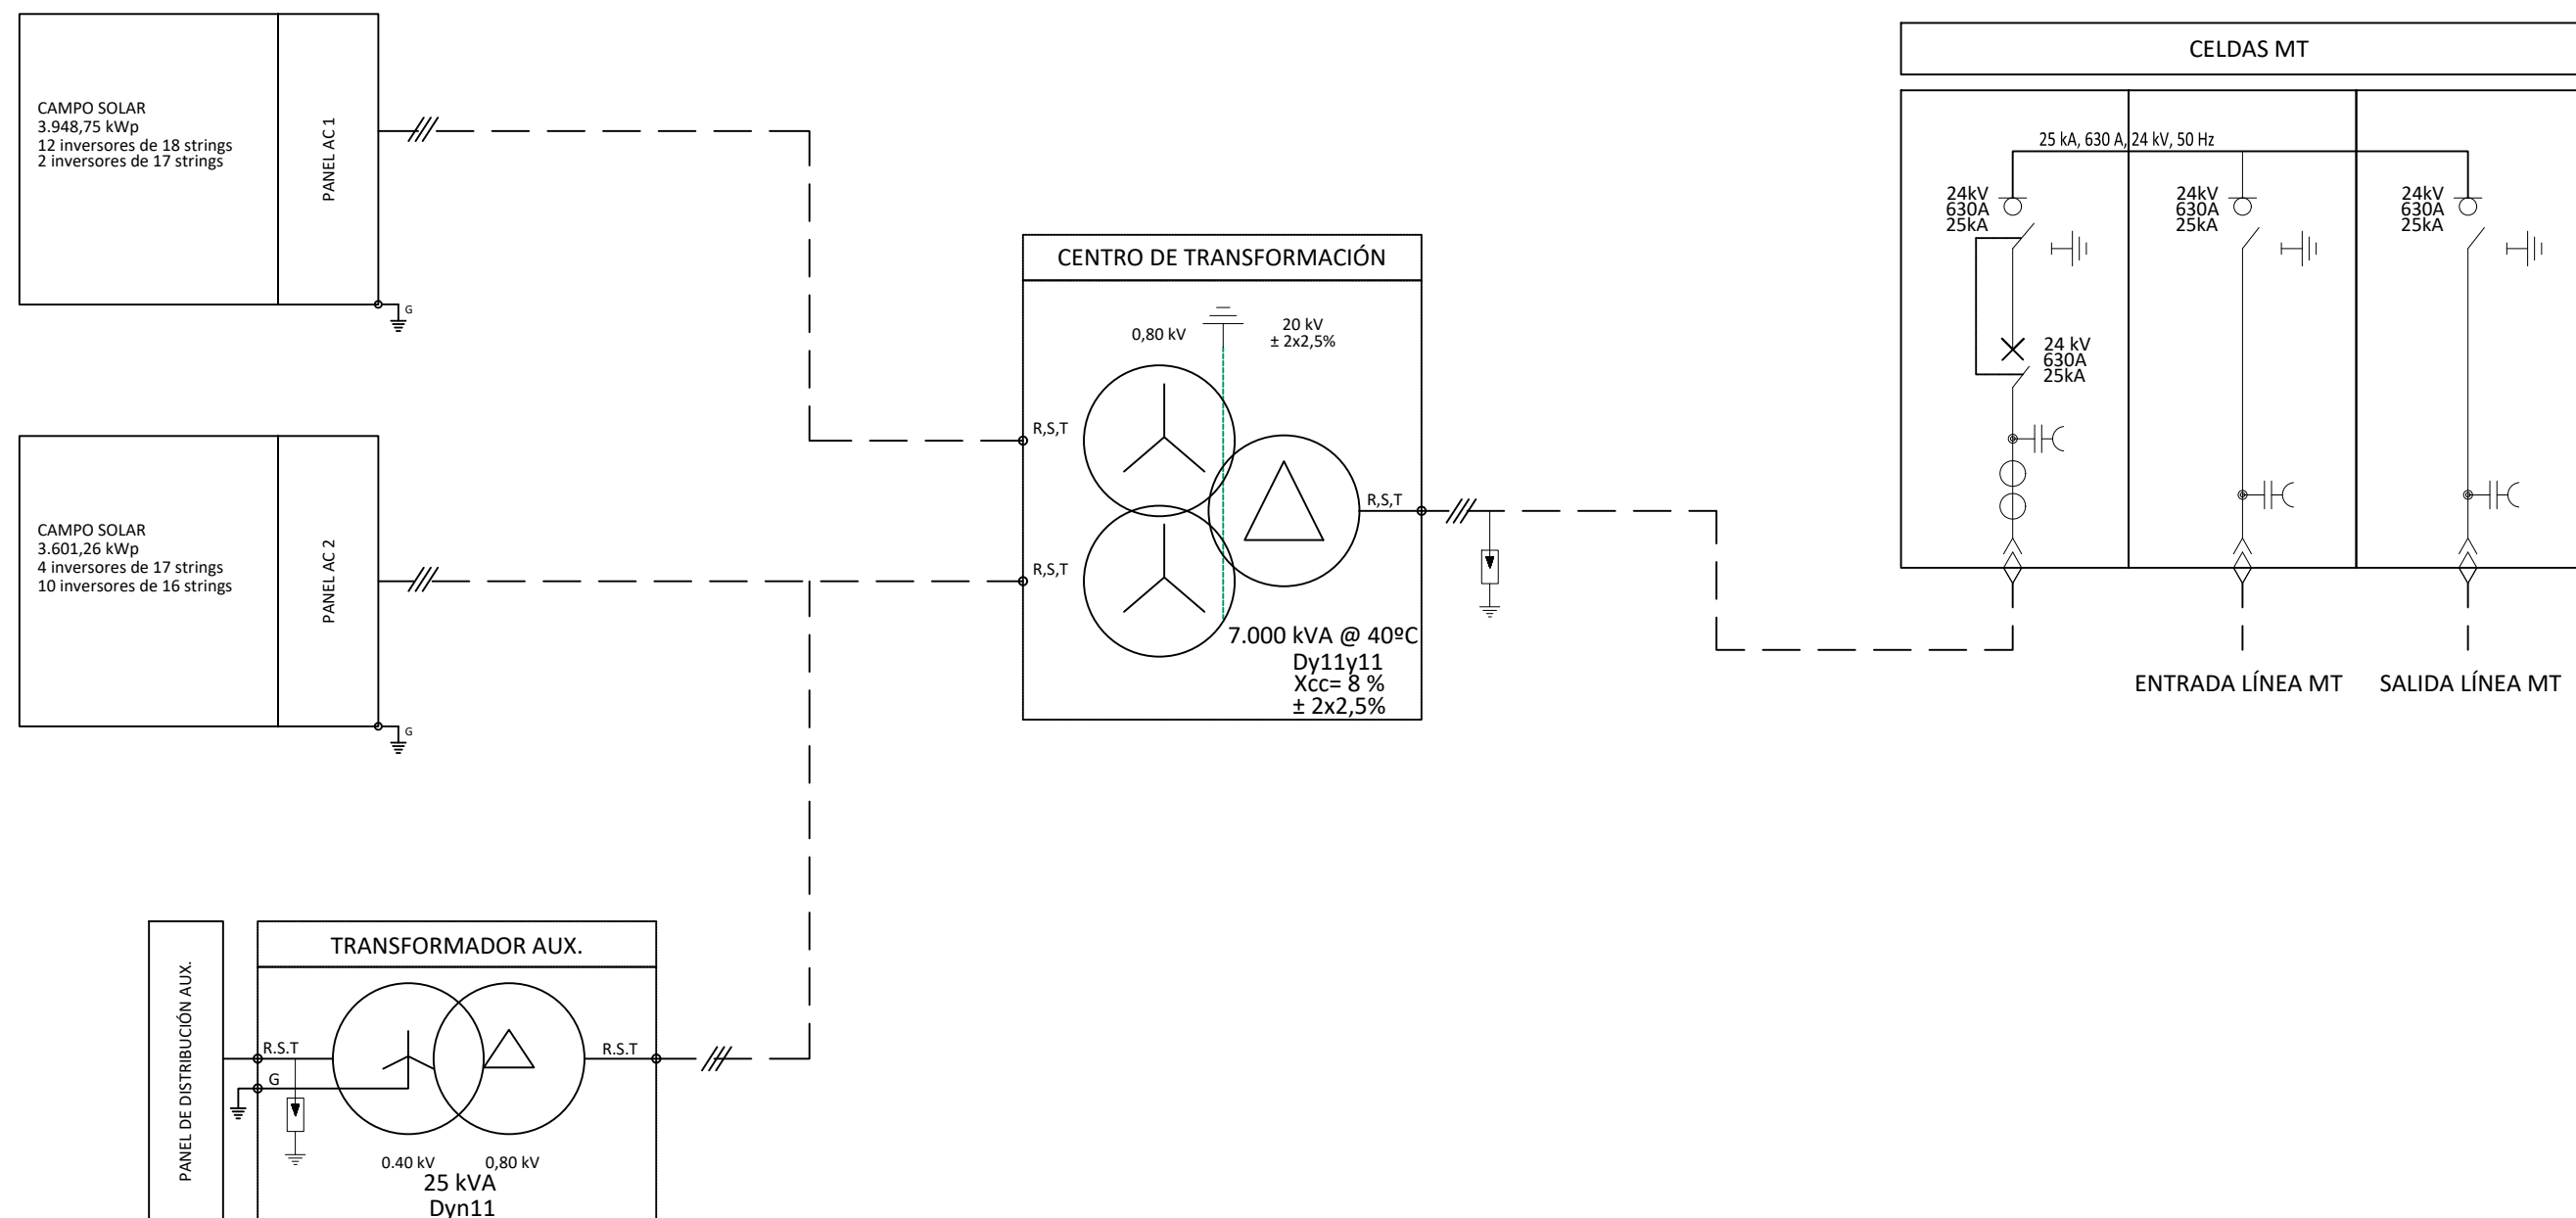 CAMPO SOLAR
3.948,75 kWp
12 inversores de 18 strings
2 inversores de 17 strings
PANEL AC 1
G
CAMPO SOLAR
3.601,26 kWp
4 inversores de 17 strings
10 inversores de 16 strings
PANEL AC 2
G
CENTRO DE TRANSFORMACIÓN
0,80 kV
20 kV
± 2x2,5%
R,S,T
R,S,T
R,S,T
7.000 kVA @ 40ºC
Dy11y11
Xcc= 8 %
± 2x2,5%
CELDAS MT
25 kA, 630 A, 24 kV, 50 Hz
24kV
630A
25kA
24kV
630A
25kA
24kV
630A
25kA
24 kV
630A
25kA
ENTRADA LÍNEA MT
SALIDA LÍNEA MT
PANEL DE DISTRIBUCIÓN AUX.
TRANSFORMADOR AUX.
R.S.T
G
R.S.T
0.40 kV
0,80 kV
25 kVA
Dyn11